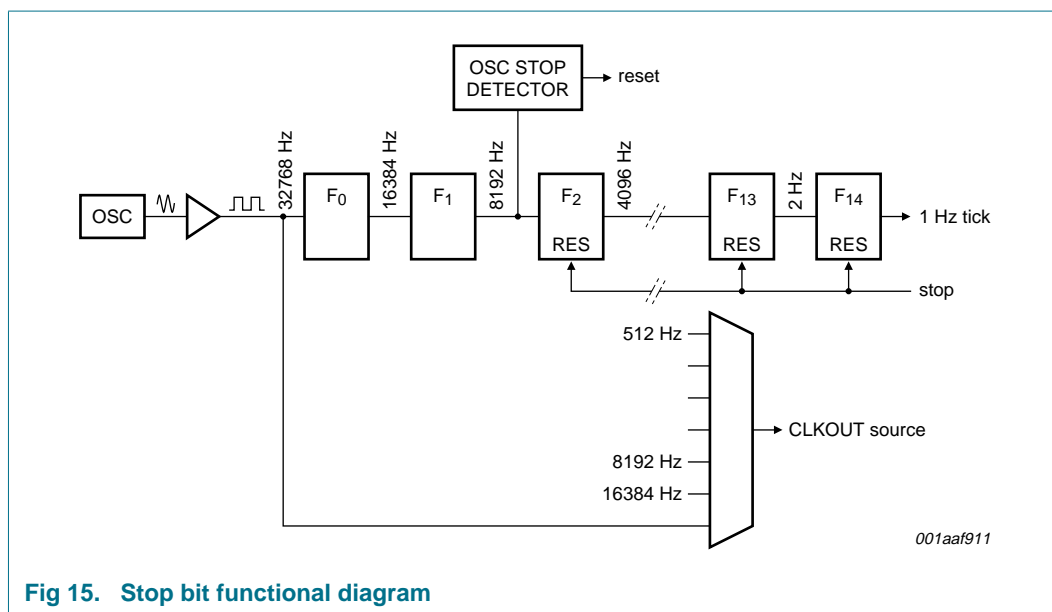 OSC STOP
DETECTOR
reset
OSC
32768 Hz
F0
16384 Hz
F1
8192 Hz
F2
RES
4096 Hz
F13
RES
2 Hz
F14
RES
1 Hz tick
stop
512 Hz
8192 Hz
16384 Hz
CLKOUT source
001aaf911
Fig 15. Stop bit functional diagram